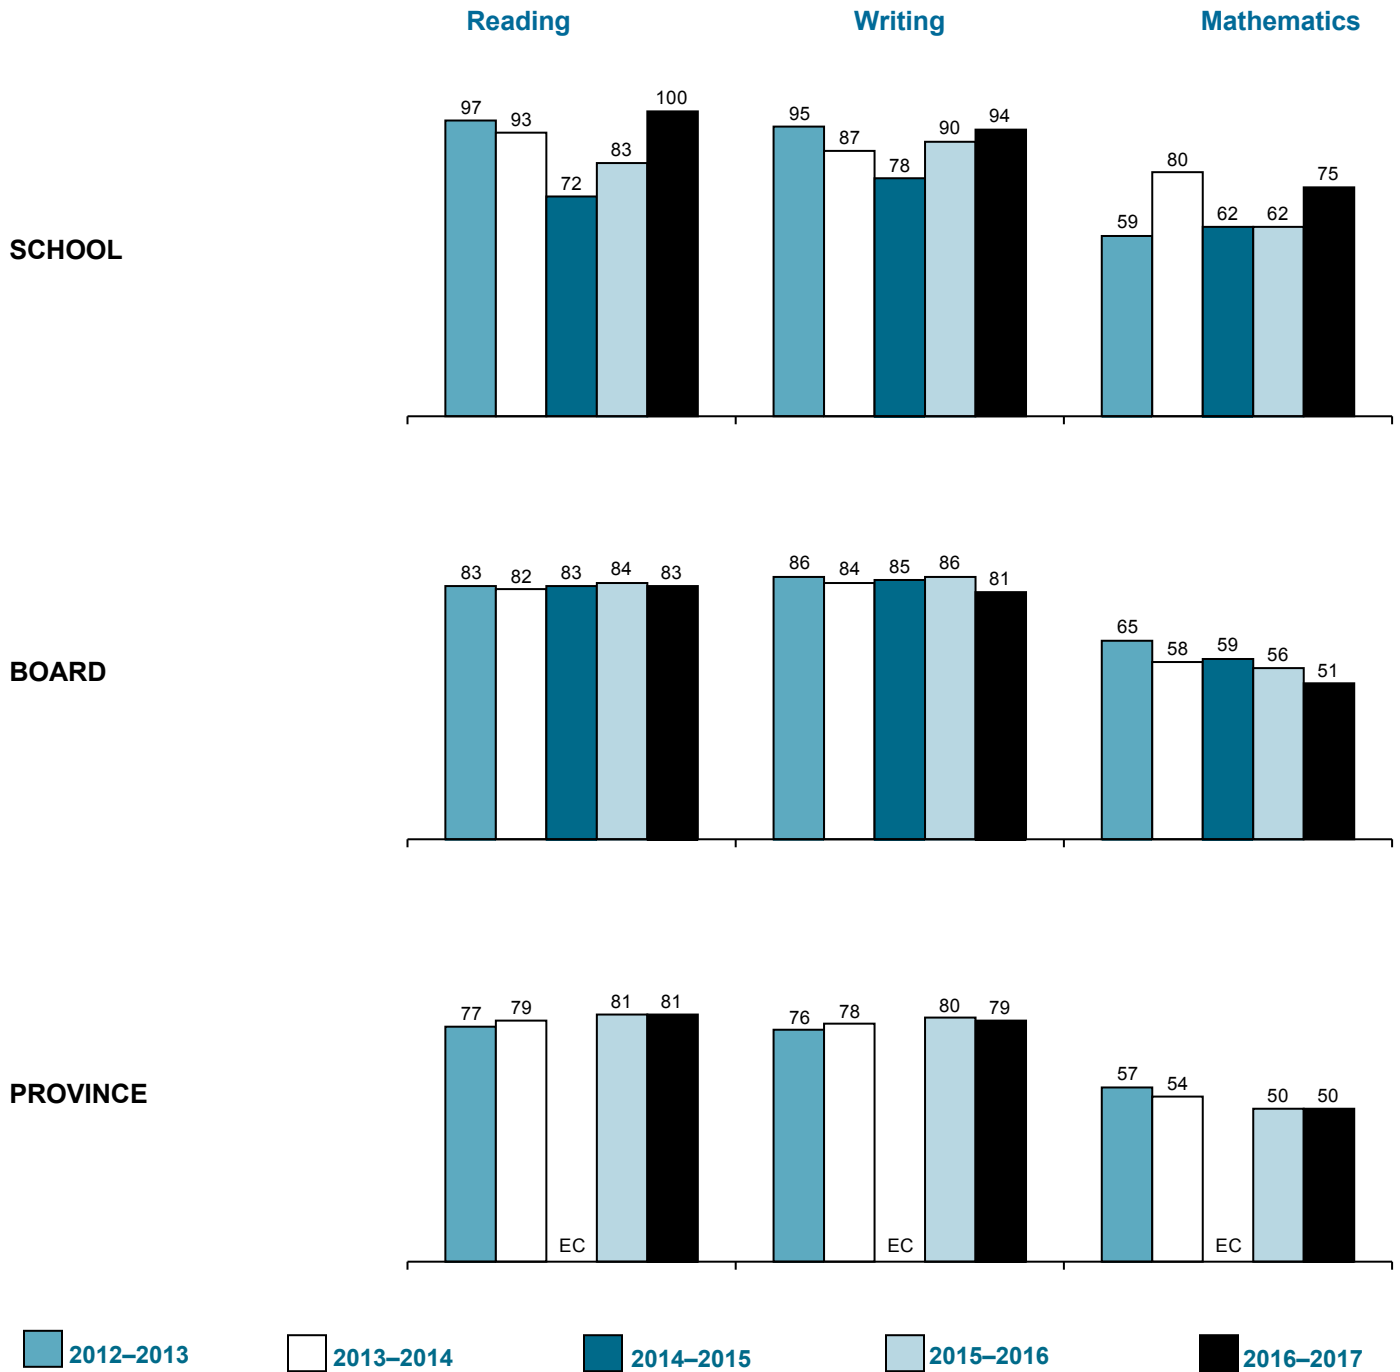 Reading Writing Mathematics
97 93 72 83 100 95 87 78 90 94 59 80 62 62 75
SCHOOL
83 82 83 84 83 86 84 85 86 81 65 58 59 56 51
BOARD
77 79 EC 81 81 76 78 EC 80 79 57 54 EC 50 50
PROVINCE
2012–2013 2013–2014 2014–2015 2015–2016 2016–2017